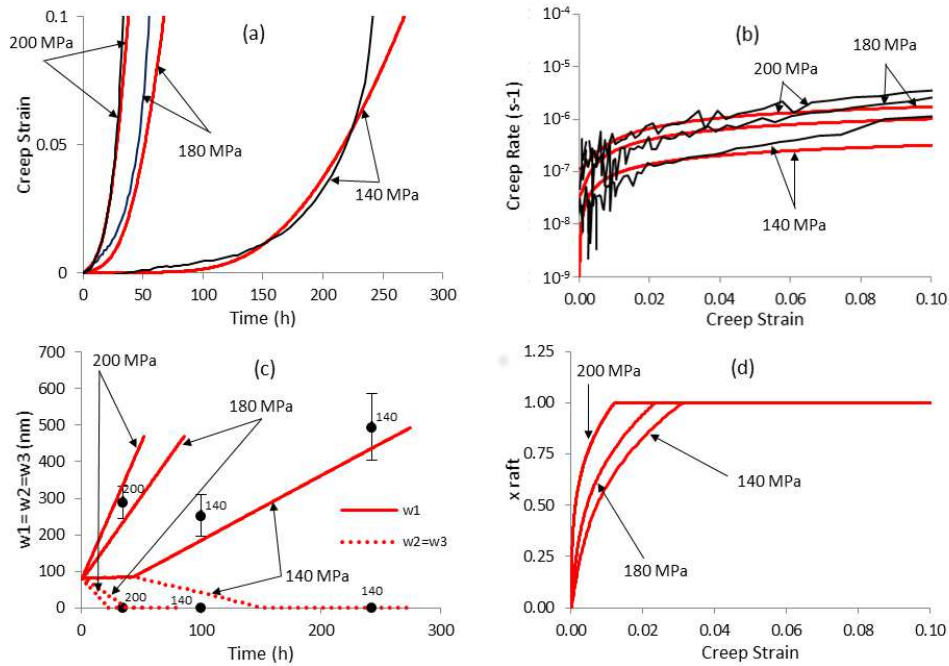 (a)
0.1
0.05
0
Creep Strain
200 MPa
180 MPa
140 MPa
0 50 100 150 200 250 300
Time (h)
(b)
10-4
10-5
10-6
10-7
10-8
10-9
Creep Rate ( s-1)
200 MPa
180 MPa
140 MPa
0.00 0.02 0.04 0.06 0.08 0.10
Creep Strain
(c)
700
600
500
400
300
200
100
0
w1= w2=w3 (nm)
200 MPa
180 MPa
140
200
140
w1
w2=w3
140 MPa
200
140
140
0 100 200 300
Time (h)
(d)
1.25
1.00
0.75
0.50
0.25
0.00
x raft
200 MPa
140 MPa
180 MPa
0.00 0.02 0.04 0.06 0.08 0.10
Creep Strain